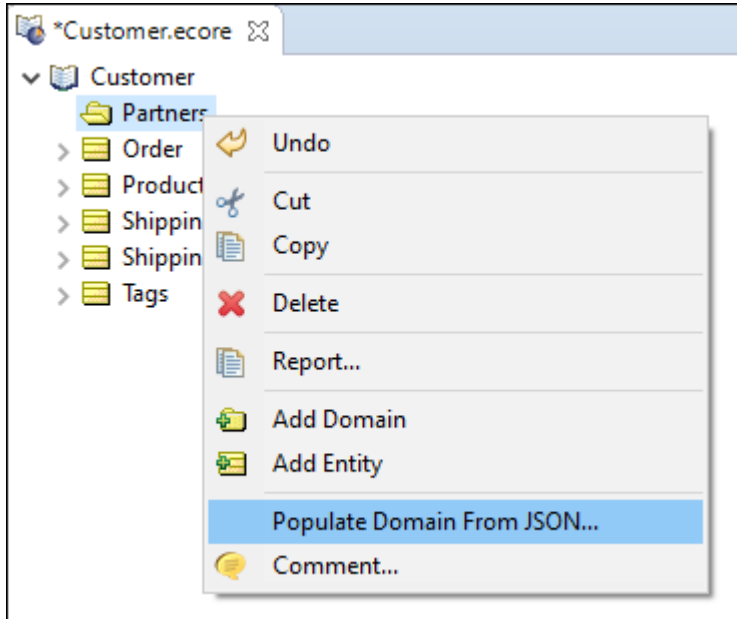 *Customer.ecore
Customer
Partners
Order
Product
Shippin
Shippin
Tags
Undo
Cut
Copy
Delete
Report...
Add Domain
Add Entity
Populate Domain From JSON...
Comment...